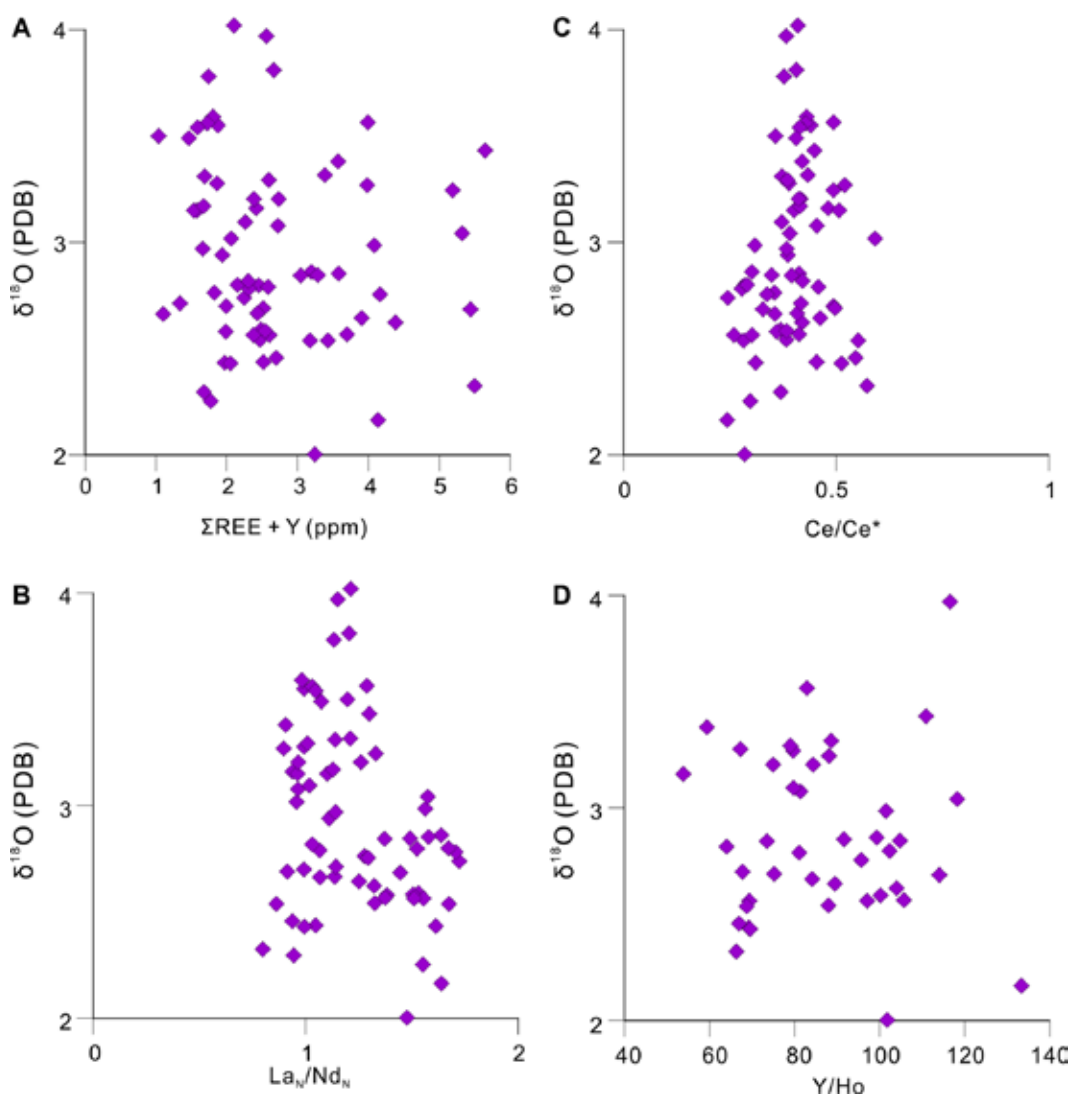 A
4
3
2
δ¹⁸O (PDB)
0 1 2 3 4 5 6
ΣREE + Y (ppm)
C
4
3
2
δ¹⁸O (PDB)
0 0.5 1
Ce/Ce*
B
4
3
2
δ¹⁸O (PDB)
0 1 2
Laₙ/Ndₙ
D
4
3
2
δ¹⁸O (PDB)
40 60 80 100 120 140
Y/Ho